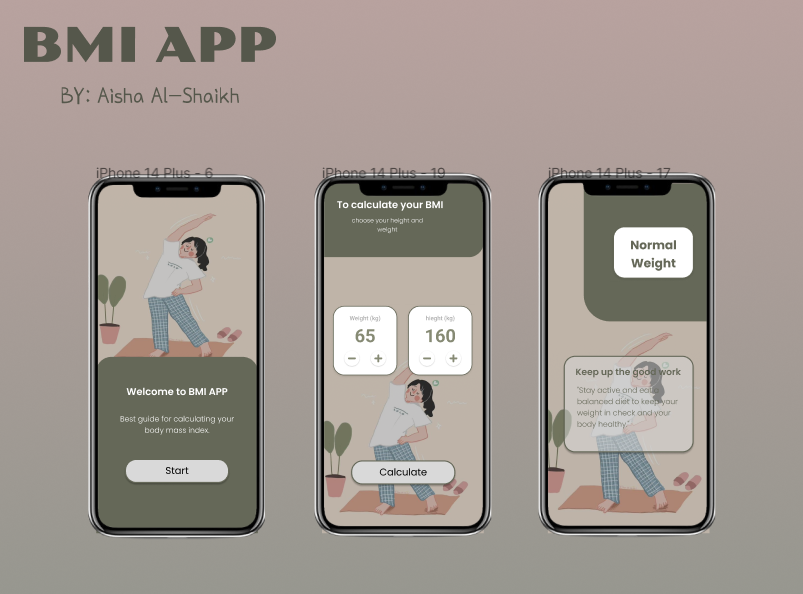 BMI APP
BY: Aisha Al-Shaikh
iPhone 14 Plus - 6
Welcome to BMI APP
Best guide for calculating your
body mass index.
Start
iPhone 14 Plus - 19
To calculate your BMI
choose your height and
weight
Weight (kg)
65
Hieght (kg)
160
Calculate
iPhone 14 Plus - 17
Normal
Weight
Keep up the good work
"Stay active and eat a
balanced diet to keep your
weight in check and your
body healthy."